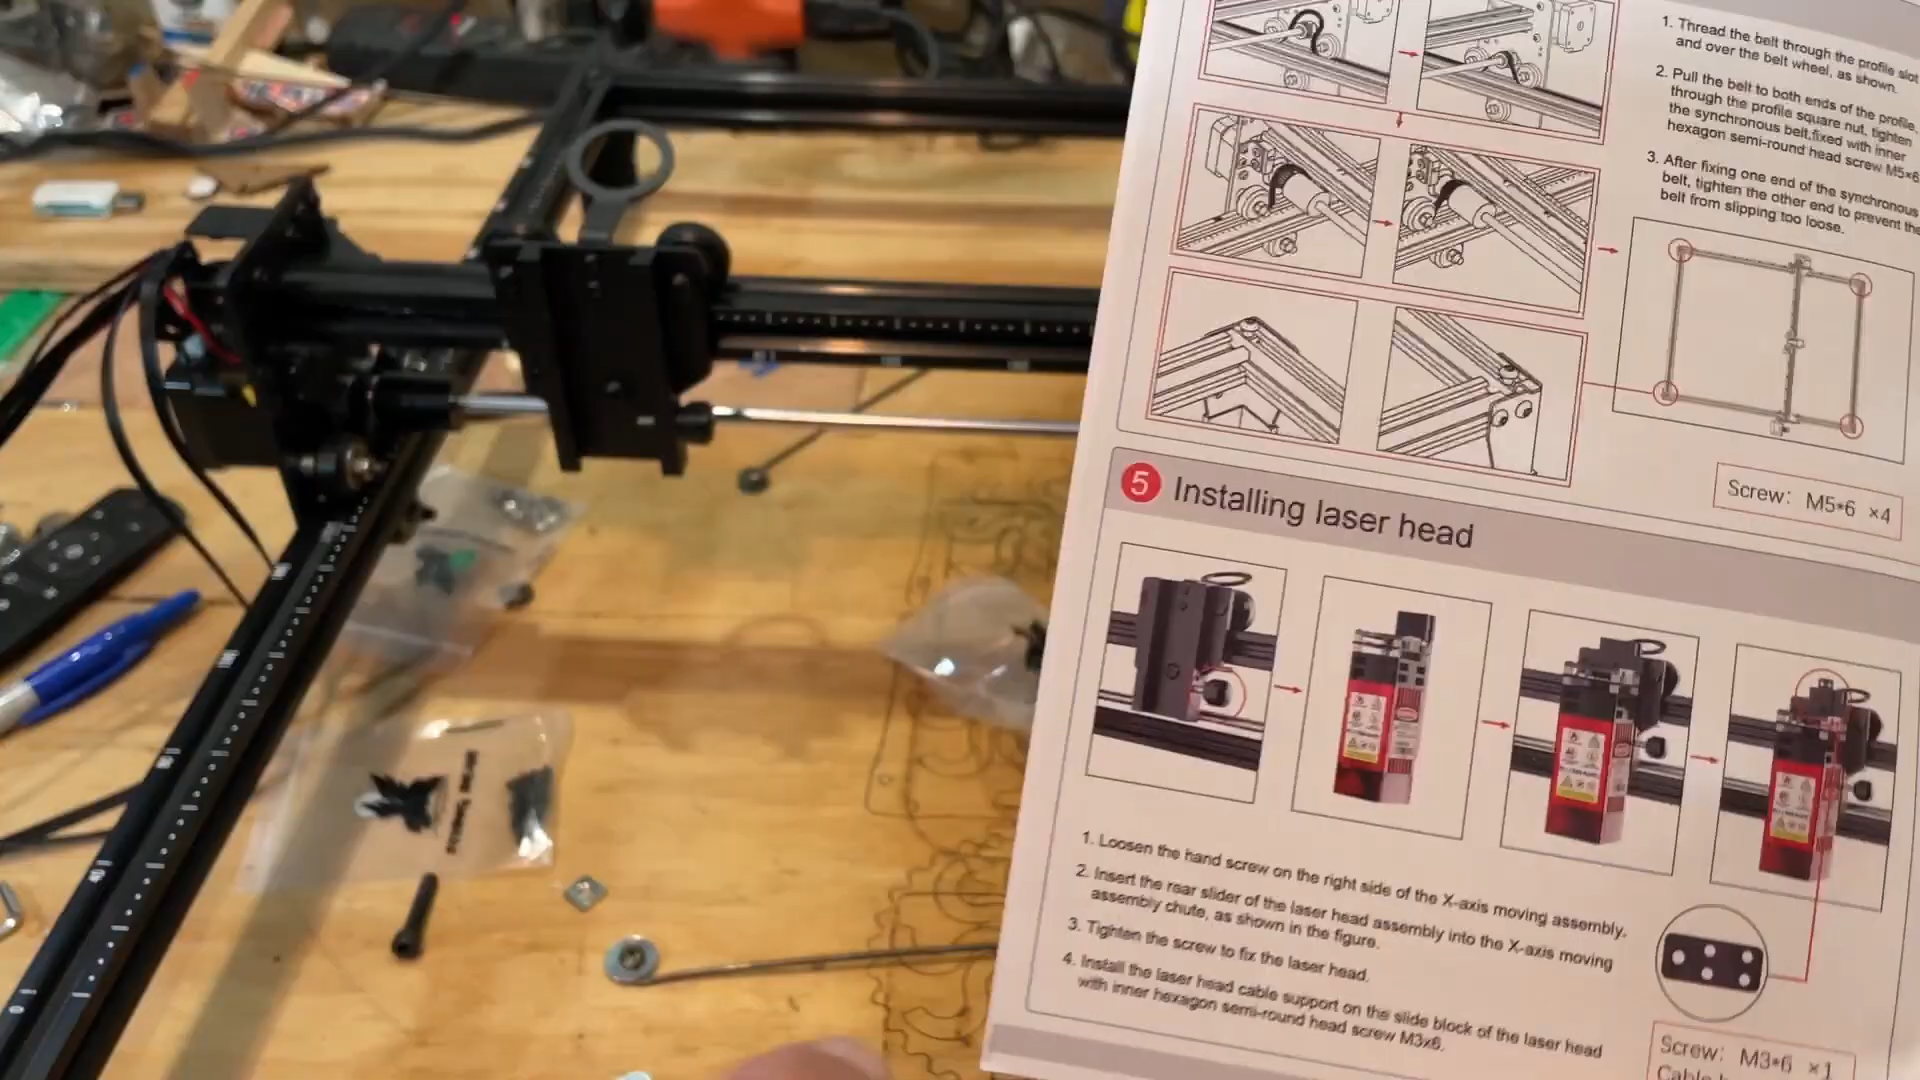 1. Thread the belt through the profile slot
and over the belt wheel, as shown.
2. Pull the belt to both ends of the profile,
through the profile square nut, tighten
the synchronous belt,fixed with inner
hexagon semi-round head screw M5×6
3. After fixing one end of the synchronous
belt, tighten the other end to prevent the
belt from slipping too loose.
Screw: M5*6 ×4
5 Installing laser head
1. Loosen the hand screw on the right side of the X-axis moving assembly.
2. Insert the rear slider of the laser head assembly into the X-axis moving
assembly chute, as shown in the figure.
3. Tighten the screw to fix the laser head.
4. Install the laser head cable support on the slide block of the laser head
with inner hexagon semi-round head screw M3x6.
Screw: M3*6 ×1